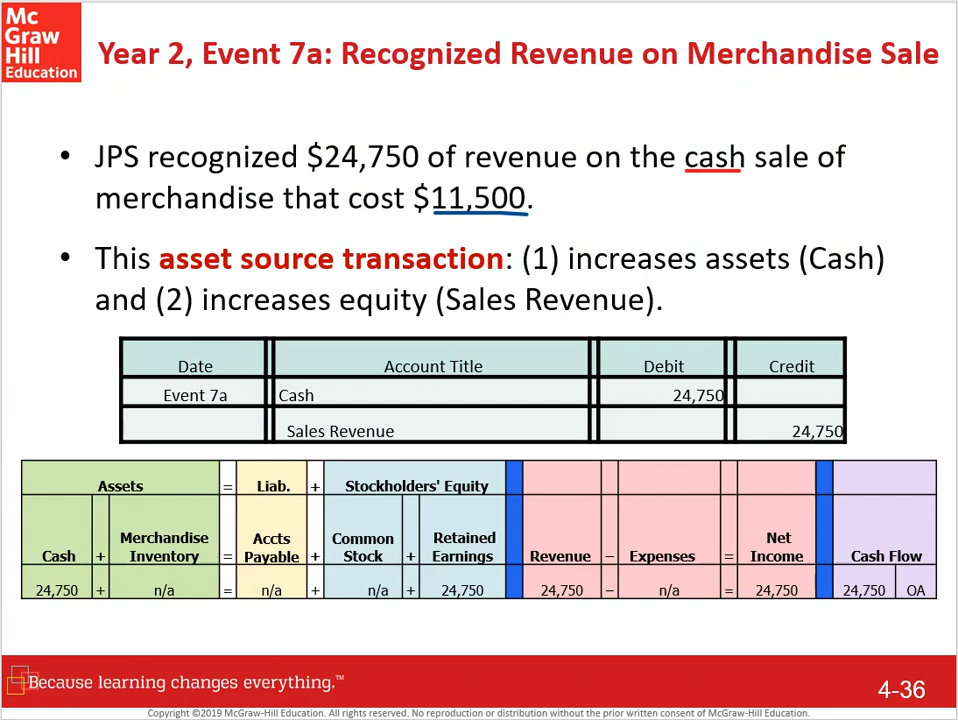 Mc
Graw
Hill
Education
Year 2, Event 7a: Recognized Revenue on Merchandise Sale
• JPS recognized $24,750 of revenue on the cash sale of
merchandise that cost $11,500.
• This asset source transaction: (1) increases assets (Cash)
and (2) increases equity (Sales Revenue).
Date Account Title Debit Credit
Event 7a Cash 24,750
Sales Revenue 24,750
Assets = Liab. + Stockholders' Equity
Cash + Merchandise Inventory = Accts Payable + Common Stock + Retained Earnings Revenue – Expenses = Net Income Cash Flow
24,750 + n/a = n/a + n/a + 24,750 24,750 – n/a = 24,750 24,750 OA
Because learning changes everything.™
4-36
Copyright ©2019 McGraw-Hill Education. All rights reserved. No reproduction or distribution without the prior written consent of McGraw-Hill Education.